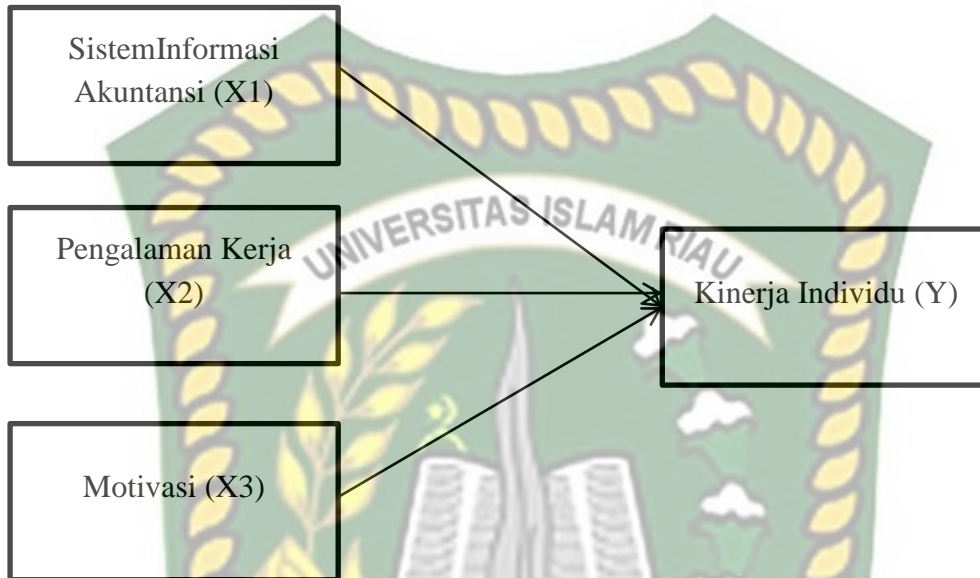 SistemInformasi
Akuntansi (X1)
UNIVERSITAS ISLAM RIAU
Pengalaman Kerja
(X2)
Kinerja Individu (Y)
Motivasi (X3)